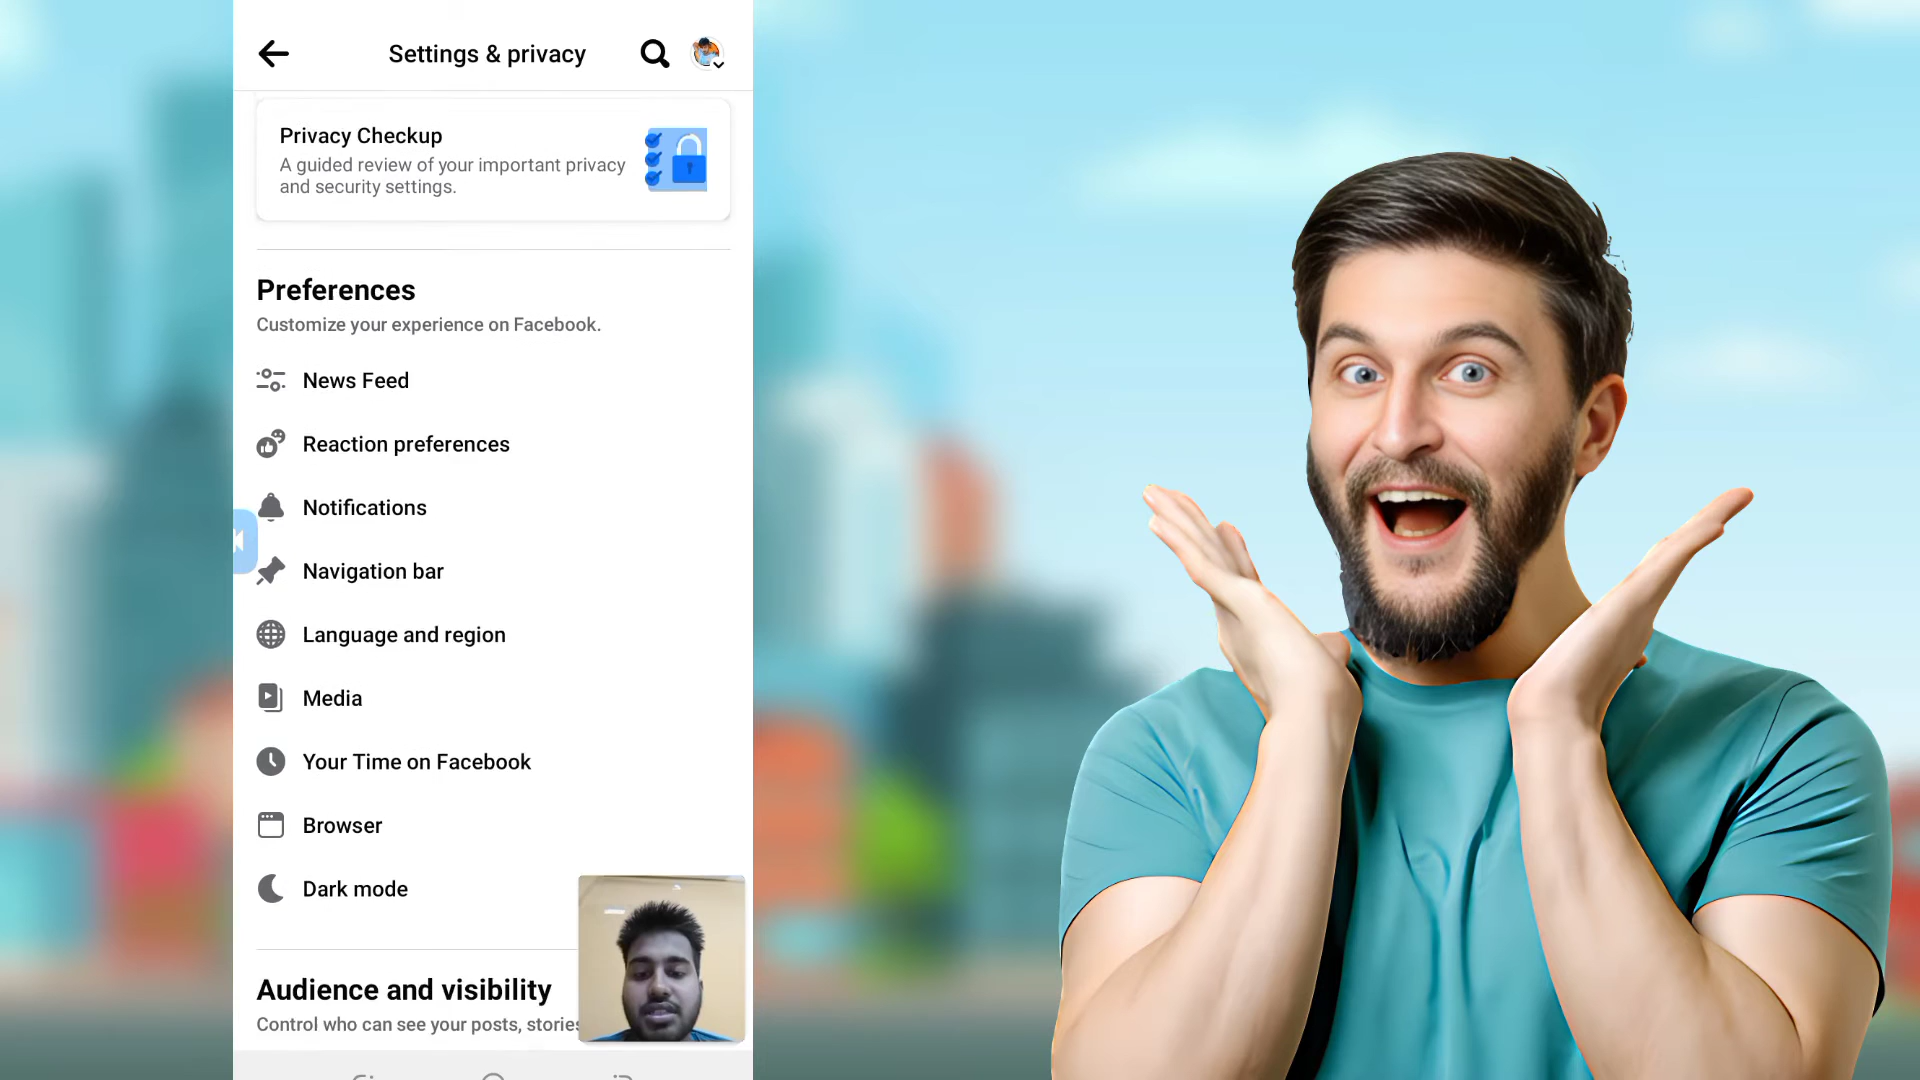 Settings & privacy
Privacy Checkup
A guided review of your important privacy
and security settings.
Preferences
Customize your experience on Facebook.
News Feed
Reaction preferences
Notifications
Navigation bar
Language and region
Media
Your Time on Facebook
Browser
Dark mode
Audience and visibility
Control who can see your posts, stories